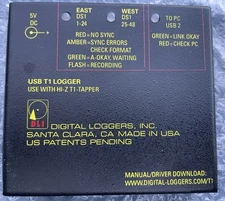 5V
DC
EAST
DS1
1-24
WEST
DS1
25-48
TO PC
USB 2
RED=NO SYNC
AMBER=SYNC ERRORS
CHECK FORMAT
GREEN=A-OKAY, WAITING
FLASH=RECORDING
GREEN=LINK OKAY
RED=CHECK PC
USB T1 LOGGER
USE WITH HI-Z T1-TAPPER
DLI
DIGITAL LOGGERS, INC.
SANTA CLARA, CA MADE IN USA
US PATENTS PENDING
MANUAL/DRIVER DOWNLOAD:
WWW.DIGITAL-LOGGERS.COM/T1